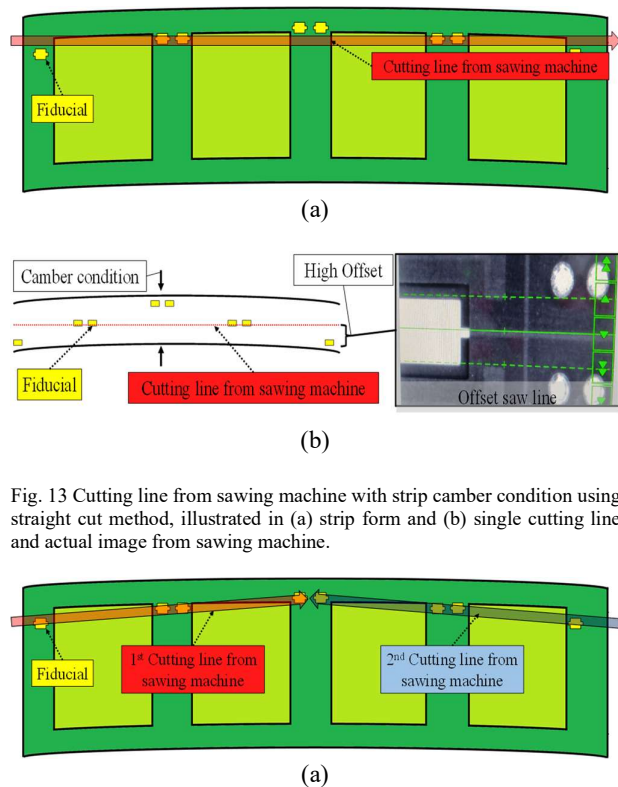 Cutting line from sawing machine
Fiducial
(a)
Camber condition
High Offset
Fiducial
Cutting line from sawing machine
Offset saw line
(b)
Fig. 13 Cutting line from sawing machine with strip camber condition using
straight cut method, illustrated in (a) strip form and (b) single cutting line
and actual image from sawing machine.
Fiducial
1st Cutting line from
sawing machine
2nd Cutting line from
sawing machine
(a)